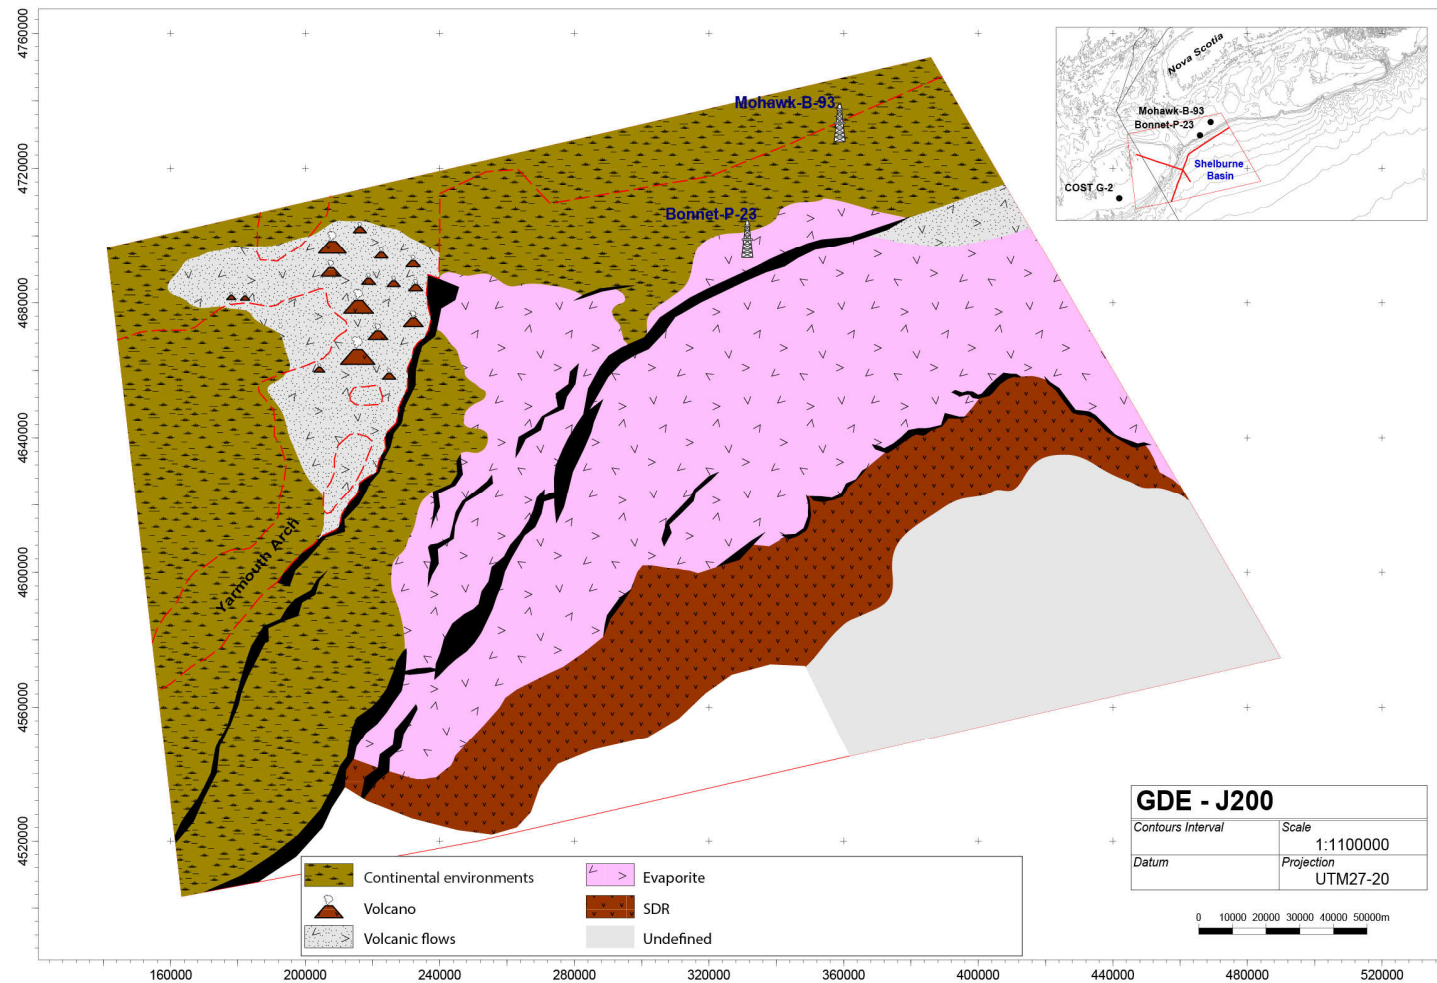 4760000
4720000
4680000
4640000
4600000
4560000
4520000
Mohawk-B-93
Bonnet-P-23
Yarmouth Arch
Nova Scotia
Mohawk-B-93
Bonnet-P-23
Shelburne
Basin
COST G-2
GDE - J200
Contours Interval
Scale
1:1100000
Datum
Projection
UTM27-20
0 10000 20000 30000 40000 50000m
Continental environments
Volcano
Volcanic flows
Evaporite
SDR
Undefined
160000 200000 240000 280000 320000 360000 400000 440000 480000 520000